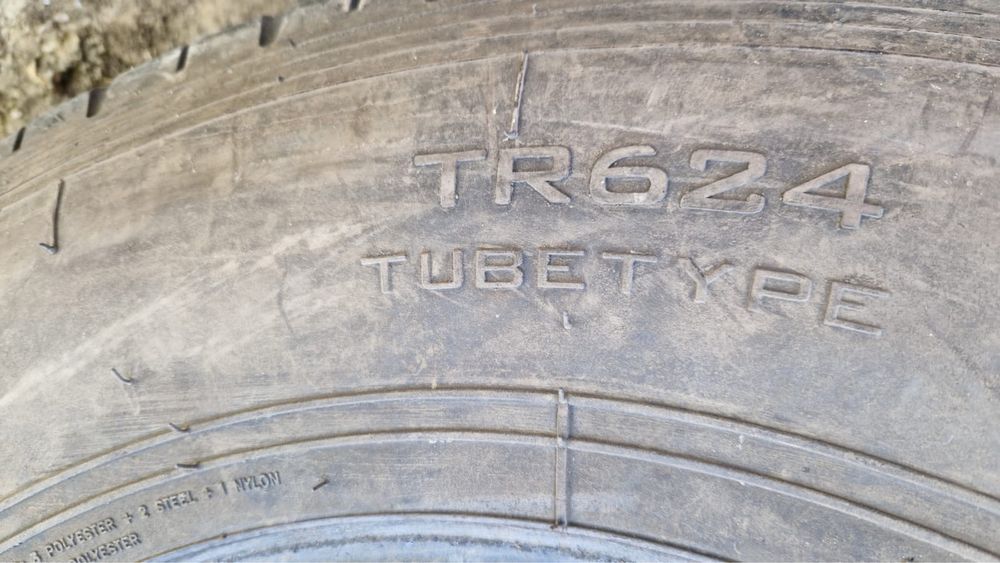 TR624
TUBETYPE
3 POLYESTER + 2 STEEL + 1 NYLON
POLYESTER